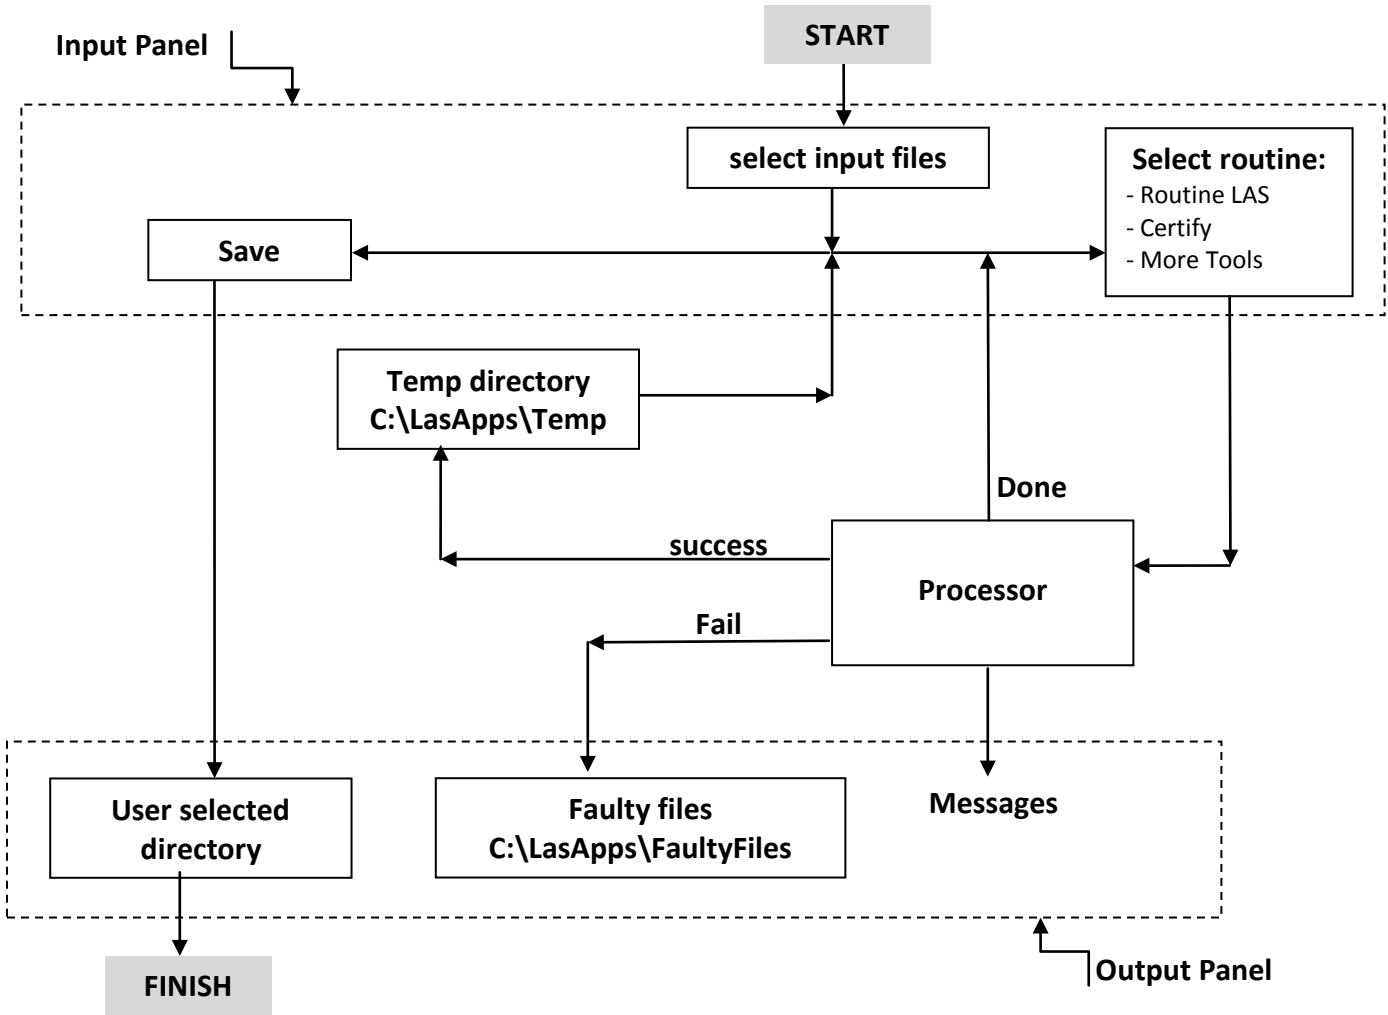 START
Input Panel
select input files
Select routine:
- Routine LAS
- Certify
- More Tools
Save
Temp directory
C:\LasApps\Temp
Done
success
Processor
Fail
User selected
directory
Faulty files
C:\LasApps\FaultyFiles
Messages
Output Panel
FINISH